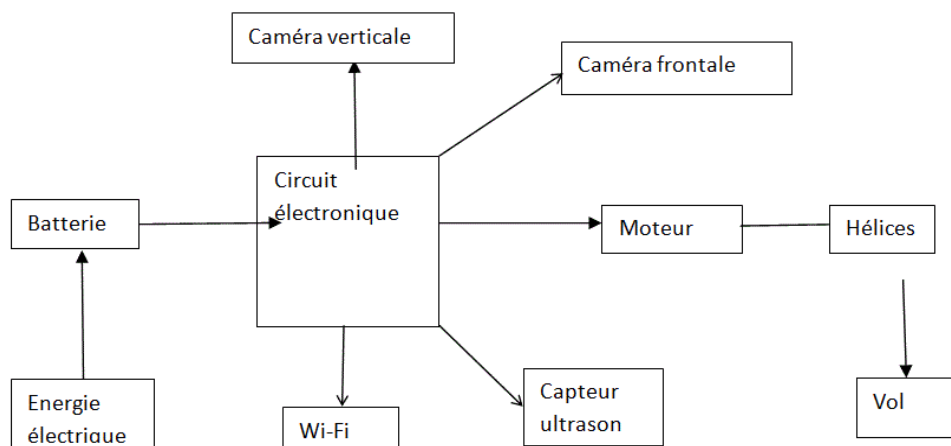 Caméra verticale
Caméra frontale
Circuit
électronique
Batterie
Moteur
Hélices
Energie
électrique
Wi-Fi
Capteur
ultrason
Vol